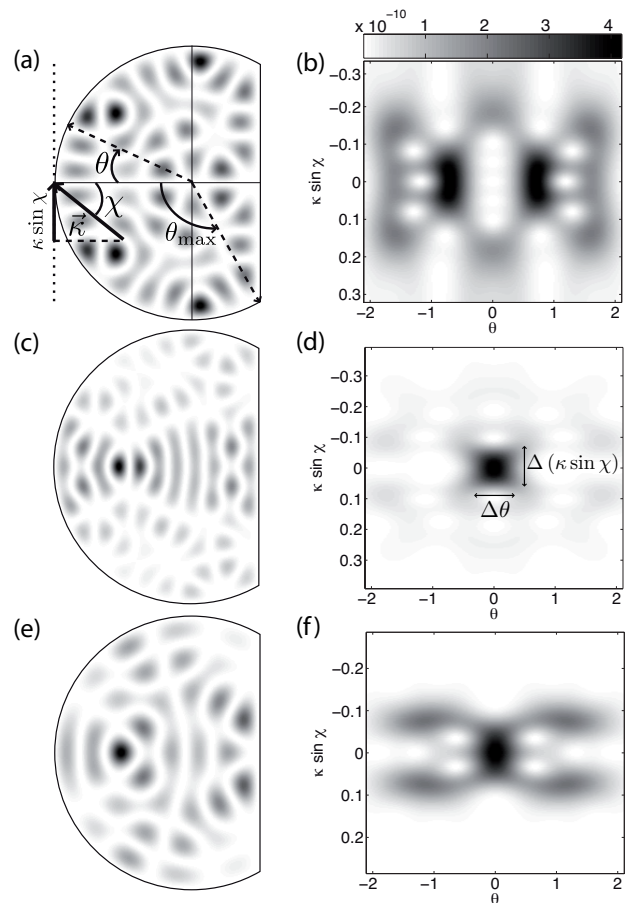 x 10⁻¹⁰ 1 2 3 4
(a)
θ
χ
κ sin χ
κ⃗
θmax
(b)
-0.3
-0.2
-0.1
0
0.1
0.2
0.3
κ sin χ
-2 -1 0 1 2
θ
(c)
(d)
-0.3
-0.2
-0.1
0
0.1
0.2
0.3
κ sin χ
Δ (κ sin χ)
Δθ
-2 -1 0 1 2
θ
(e)
(f)
-0.2
-0.1
0
0.1
0.2
κ sin χ
-2 -1 0 1 2
θ